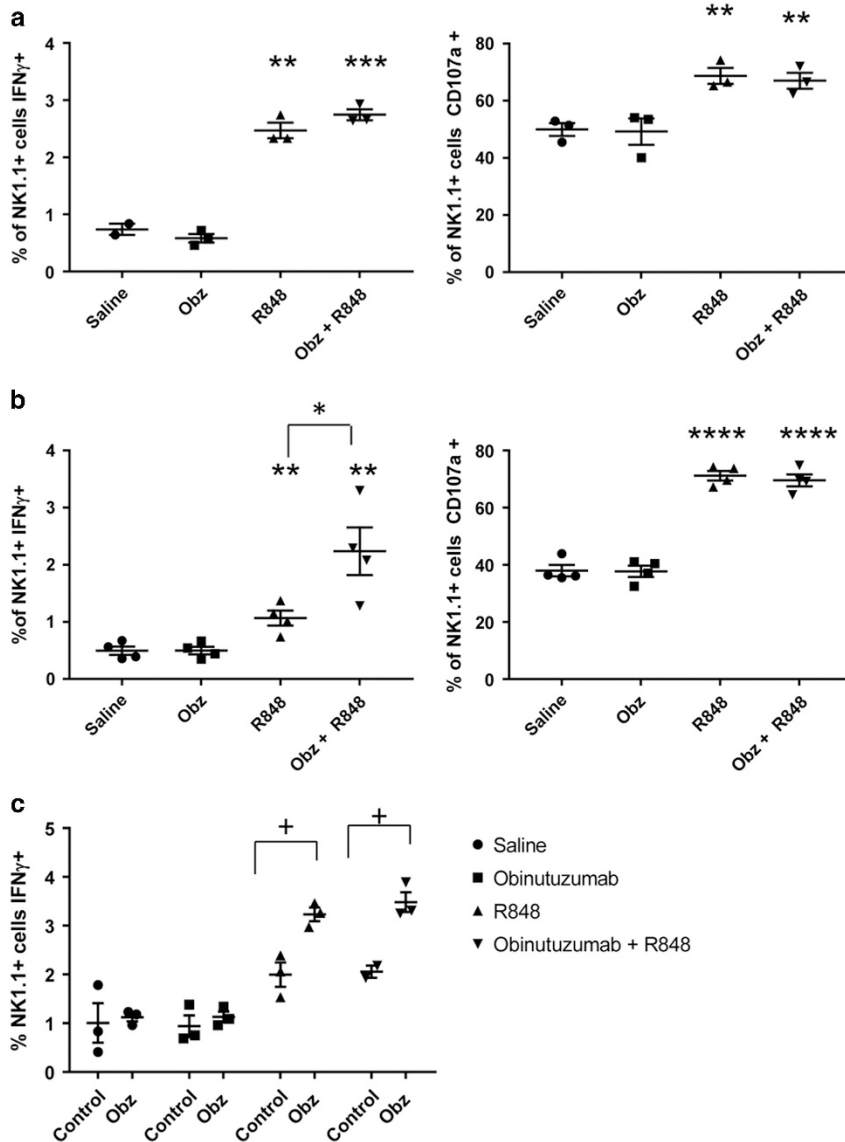 a
% of NK1.1+ cells IFNγ+
4
3
2
1
0
** ***
Saline
Obz
R848
Obz + R848
% of NK1.1+ cells CD107a +
80
60
40
20
0
** **
Saline
Obz
R848
Obz + R848
b
%of NK1.1+ IFNγ+
4
3
2
1
0
*
** **
Saline
Obz
R848
Obz + R848
% of NK1.1+ cells CD107a +
80
60
40
20
0
**** ****
Saline
Obz
R848
Obz + R848
c
% NK1.1+ cells IFNγ+
5
4
3
2
1
0
+ +
Control
Obz
Control
Obz
Control
Obz
Control
Obz
Saline
Obinutuzumab
R848
Obinutuzumab + R848